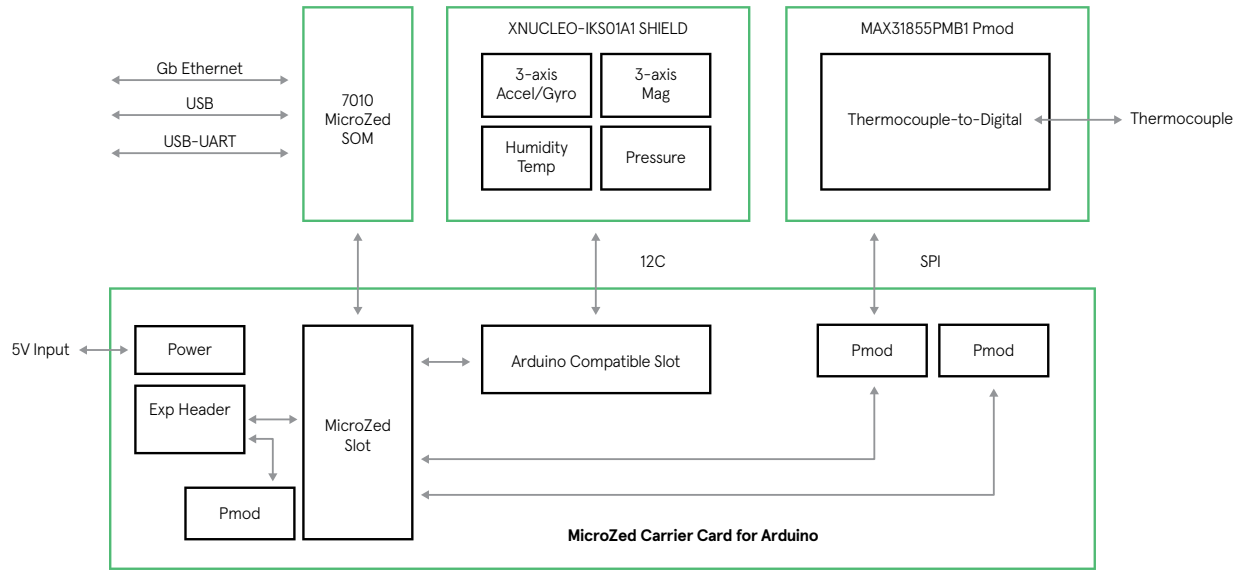 XNUCLEO-IKS01A1 SHIELD
MAX31855PMB1 Pmod
Gb Ethernet
USB
USB-UART
7010
MicroZed
SOM
3-axis
Accel/Gyro
3-axis
Mag
Humidity
Temp
Pressure
Thermocouple-to-Digital
Thermocouple
12C
SPI
5V Input
Power
Exp Header
Pmod
MicroZed
Slot
Arduino Compatible Slot
Pmod
Pmod
MicroZed Carrier Card for Arduino